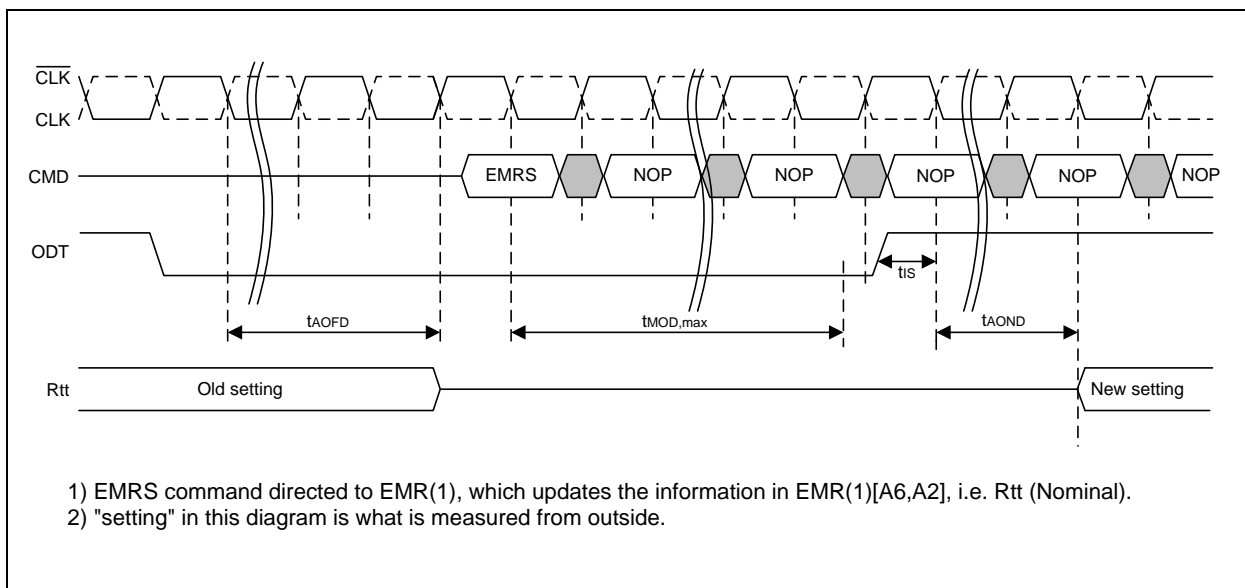 CLK
CLK
CMD
EMRS
NOP
NOP
NOP
NOP
NOP
ODT
tIS
tAOFD
tMOD,max
tAOND
Rtt
Old setting
New setting
1) EMRS command directed to EMR(1), which updates the information in EMR(1)[A6,A2], i.e. Rtt (Nominal).
2) "setting" in this diagram is what is measured from outside.